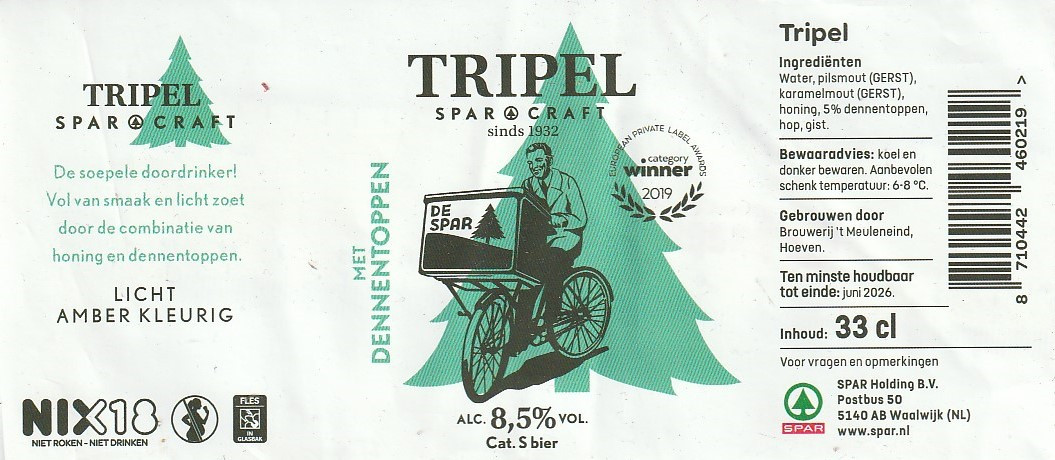 TRIPEL
SPAR CRAFT
De soepele doordrinker!
Vol van smaak en licht zoet
door de combinatie van
honing en dennentoppen.
LICHT
AMBER KLEURIG
NIX18
NIET ROKEN - NIET DRINKEN
FLES
IN
GLASBAK
TRIPEL
SPAR CRAFT
sinds 1932
MET
DENNENTOPPEN
DE
SPAR
EUROPEAN PRIVATE LABEL AWARDS
category
winner
2019
ALC. 8,5% VOL.
Cat. S bier
Tripel
Ingrediënten
Water, pilsmout (GERST),
karamelmout (GERST),
honing, 5% dennentoppen,
hop, gist.
Bewaaradvies: koel en
donker bewaren. Aanbevolen
schenk temperatuur: 6-8 °C.
Gebrouwen door
Brouwerij 't Meuleneind,
Hoeven.
Ten minste houdbaar
tot einde: juni 2026.
Inhoud: 33 cl
Voor vragen en opmerkingen
SPAR
SPAR Holding B.V.
Postbus 50
5140 AB Waalwijk (NL)
www.spar.nl
8 710442 460219 >